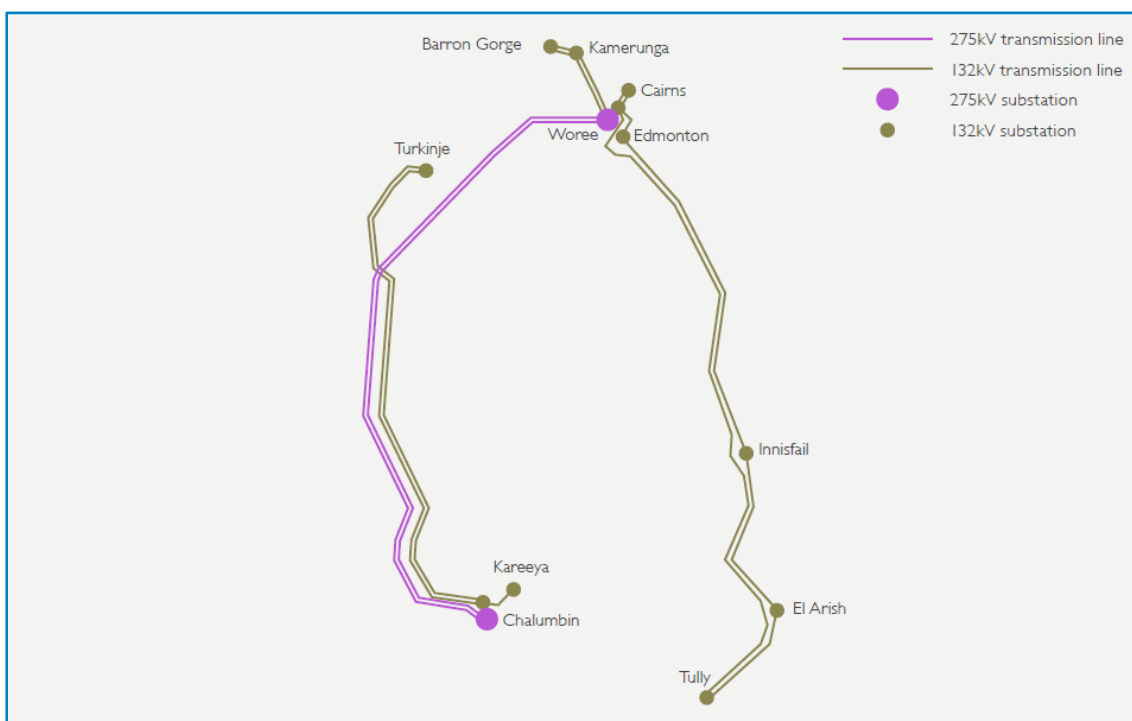 Barron Gorge
Kamerunga
275kV transmission line
132kV transmission line
Cairns
275kV substation
Woree
Edmonton
132kV substation
Turkinje
Innisfail
Kareeya
El Arish
Chalumbin
Tully